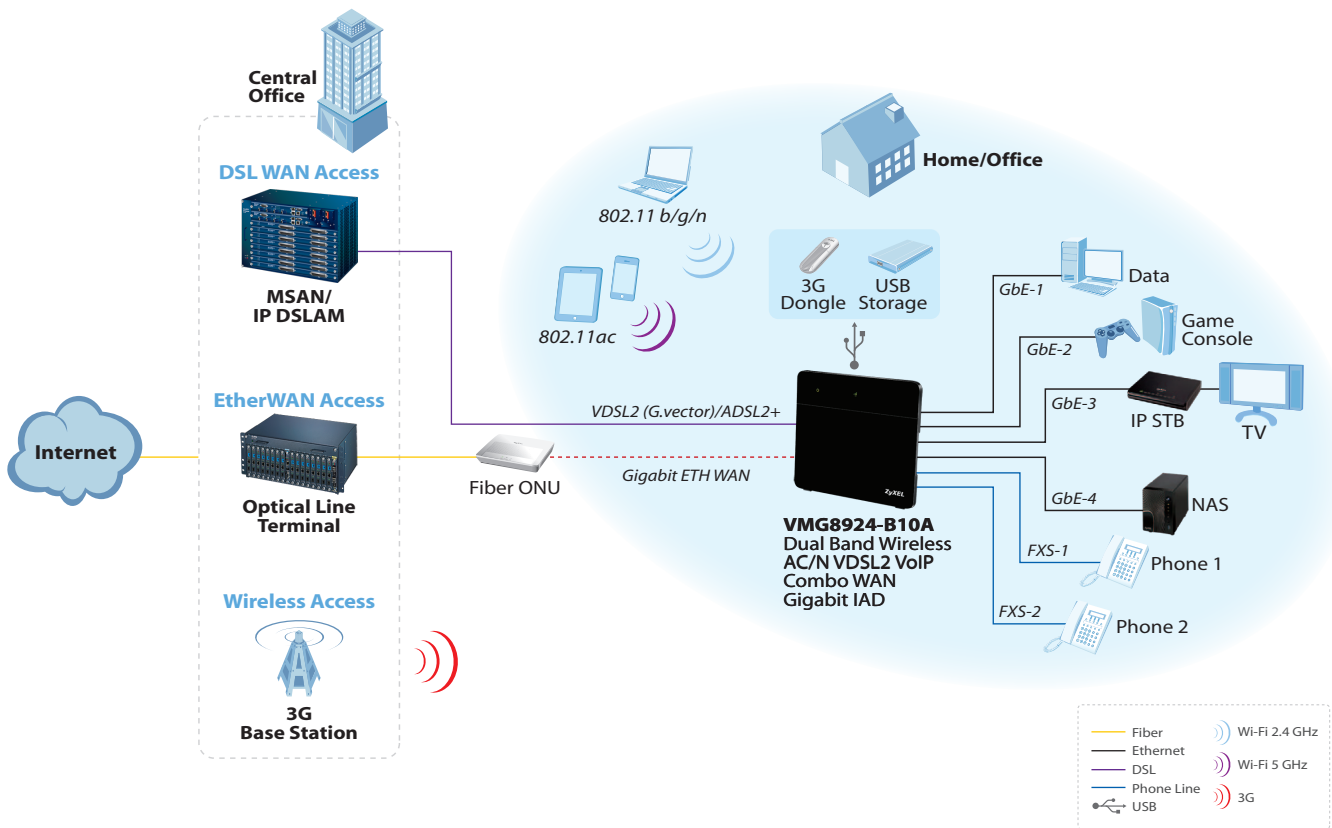 Central
Office
DSL WAN Access
MSAN/
IP DSLAM
EtherWAN Access
Internet
Optical Line
Terminal
Wireless Access
3G
Base Station
Fiber ONU
VDSL2 (G.vector)/ADSL2+
Gigabit ETH WAN
802.11 b/g/n
802.11ac
Home/Office
3G
Dongle
USB
Storage
ZyXEL
VMG8924-B10A
Dual Band Wireless
AC/N VDSL2 VoIP
Combo WAN
Gigabit IAD
GbE-1
Data
GbE-2
Game
Console
GbE-3
IP STB
TV
GbE-4
NAS
FXS-1
Phone 1
FXS-2
Phone 2
Fiber
Ethernet
DSL
Phone Line
USB
Wi-Fi 2.4 GHz
Wi-Fi 5 GHz
3G